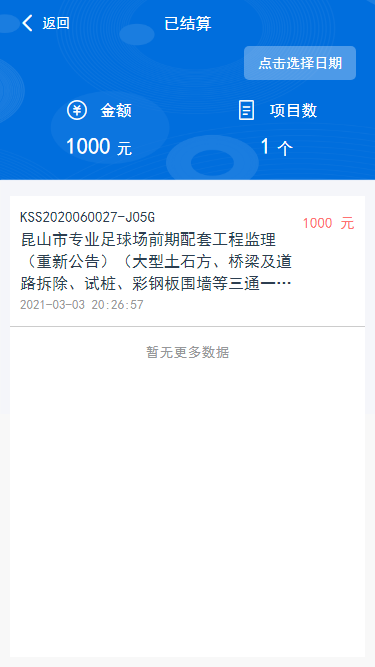 返回
已结算
点击选择日期
金额
项目数
1000 元
1 个
KSS2020060027-J05G
1000 元
昆山市专业足球场前期配套工程监理
（重新公告）（大型土石方、桥梁及道
路拆除、试桩、彩钢板围墙等三通一…
2021-03-03 20:26:57
暂无更多数据